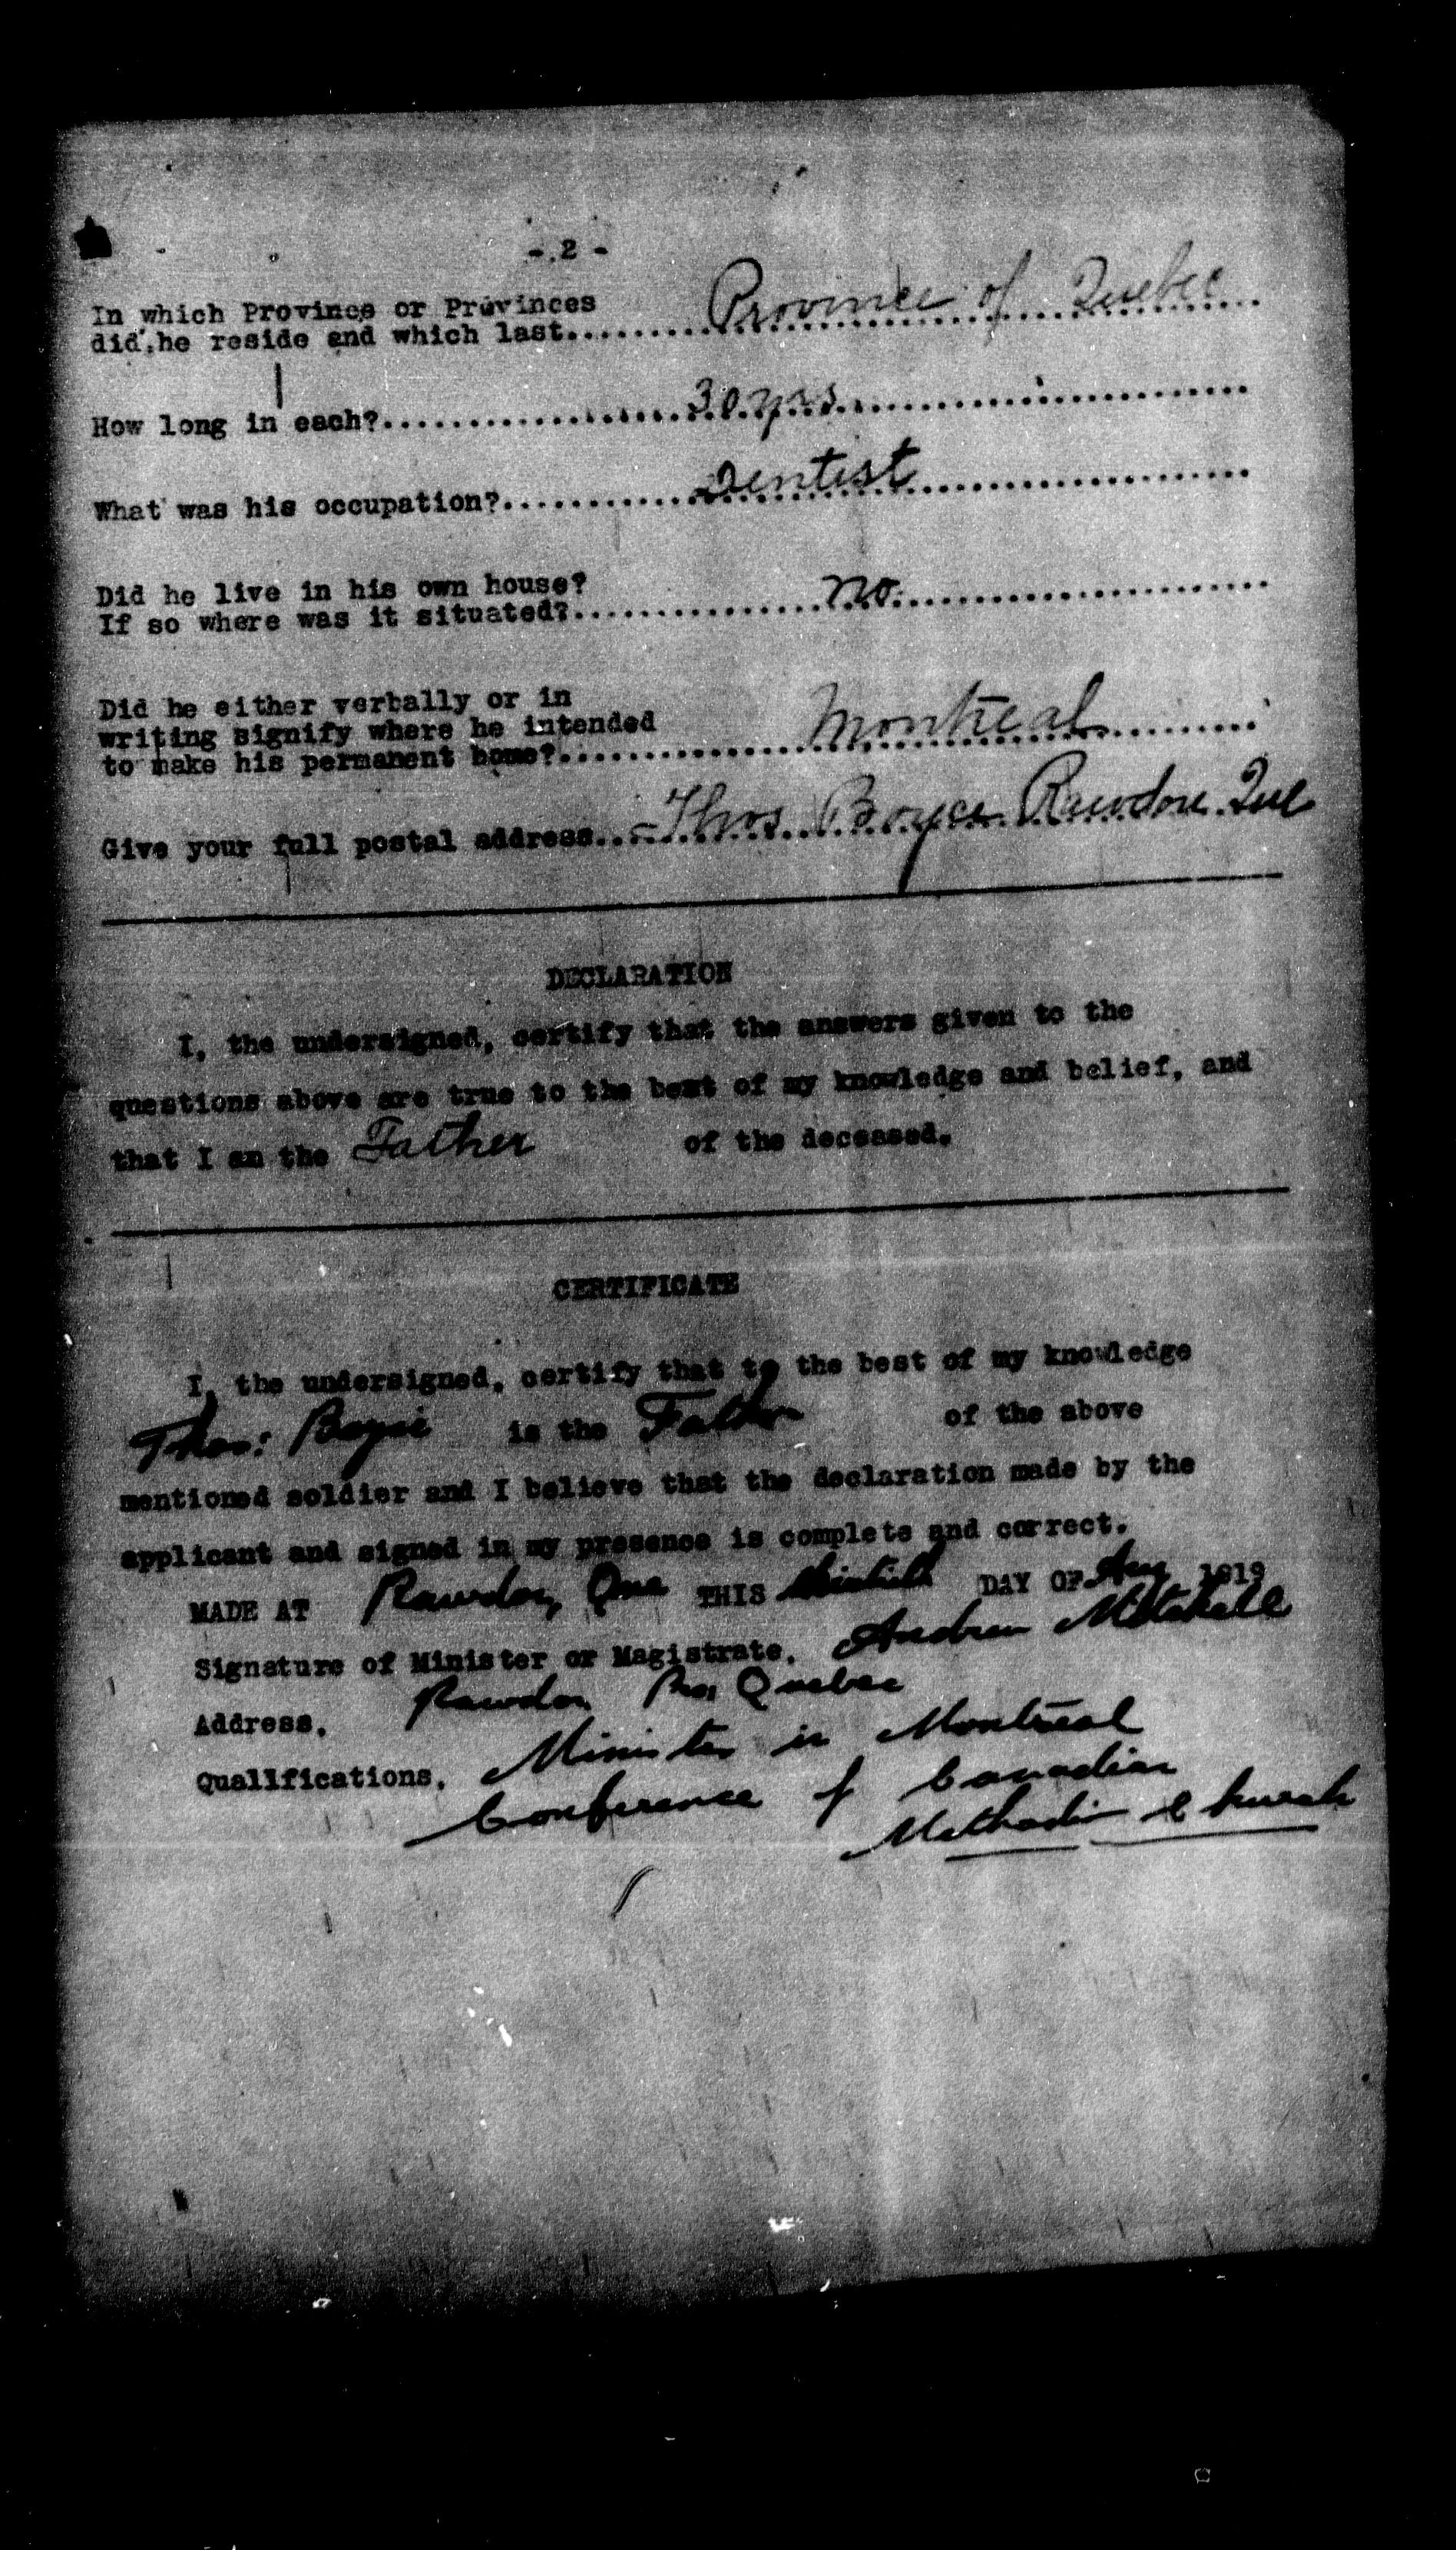 - 2 -
In which Province or Provinces
did he reside and which last........ Province of Quebec
How long in each?........ 30 yrs
What was his occupation?........ Dentist
Did he live in his own house?
If so where was it situated?........ no
Did he either verbally or in
writing signify where he intended
to make his permanent home?........ Montreal
Give your full postal address.... Thos Boyce Rawdon Que
DECLARATION
I, the undersigned, certify that the answers given to the
questions above are true to the best of my knowledge and belief, and
that I am the Father of the deceased.
CERTIFICATE
I, the undersigned, certify that to the best of my knowledge
Thos: Boyce is the Father of the above
mentioned soldier and I believe that the declaration made by the
applicant and signed in my presence is complete and correct.
MADE AT Rawdon, Que THIS DAY OF Aug 1919
Signature of Minister or Magistrate. Andrew
Address. Rawdon Pro, Quebec
Qualifications. Minister in Montreal
Conference of Canadian
Methodist Church